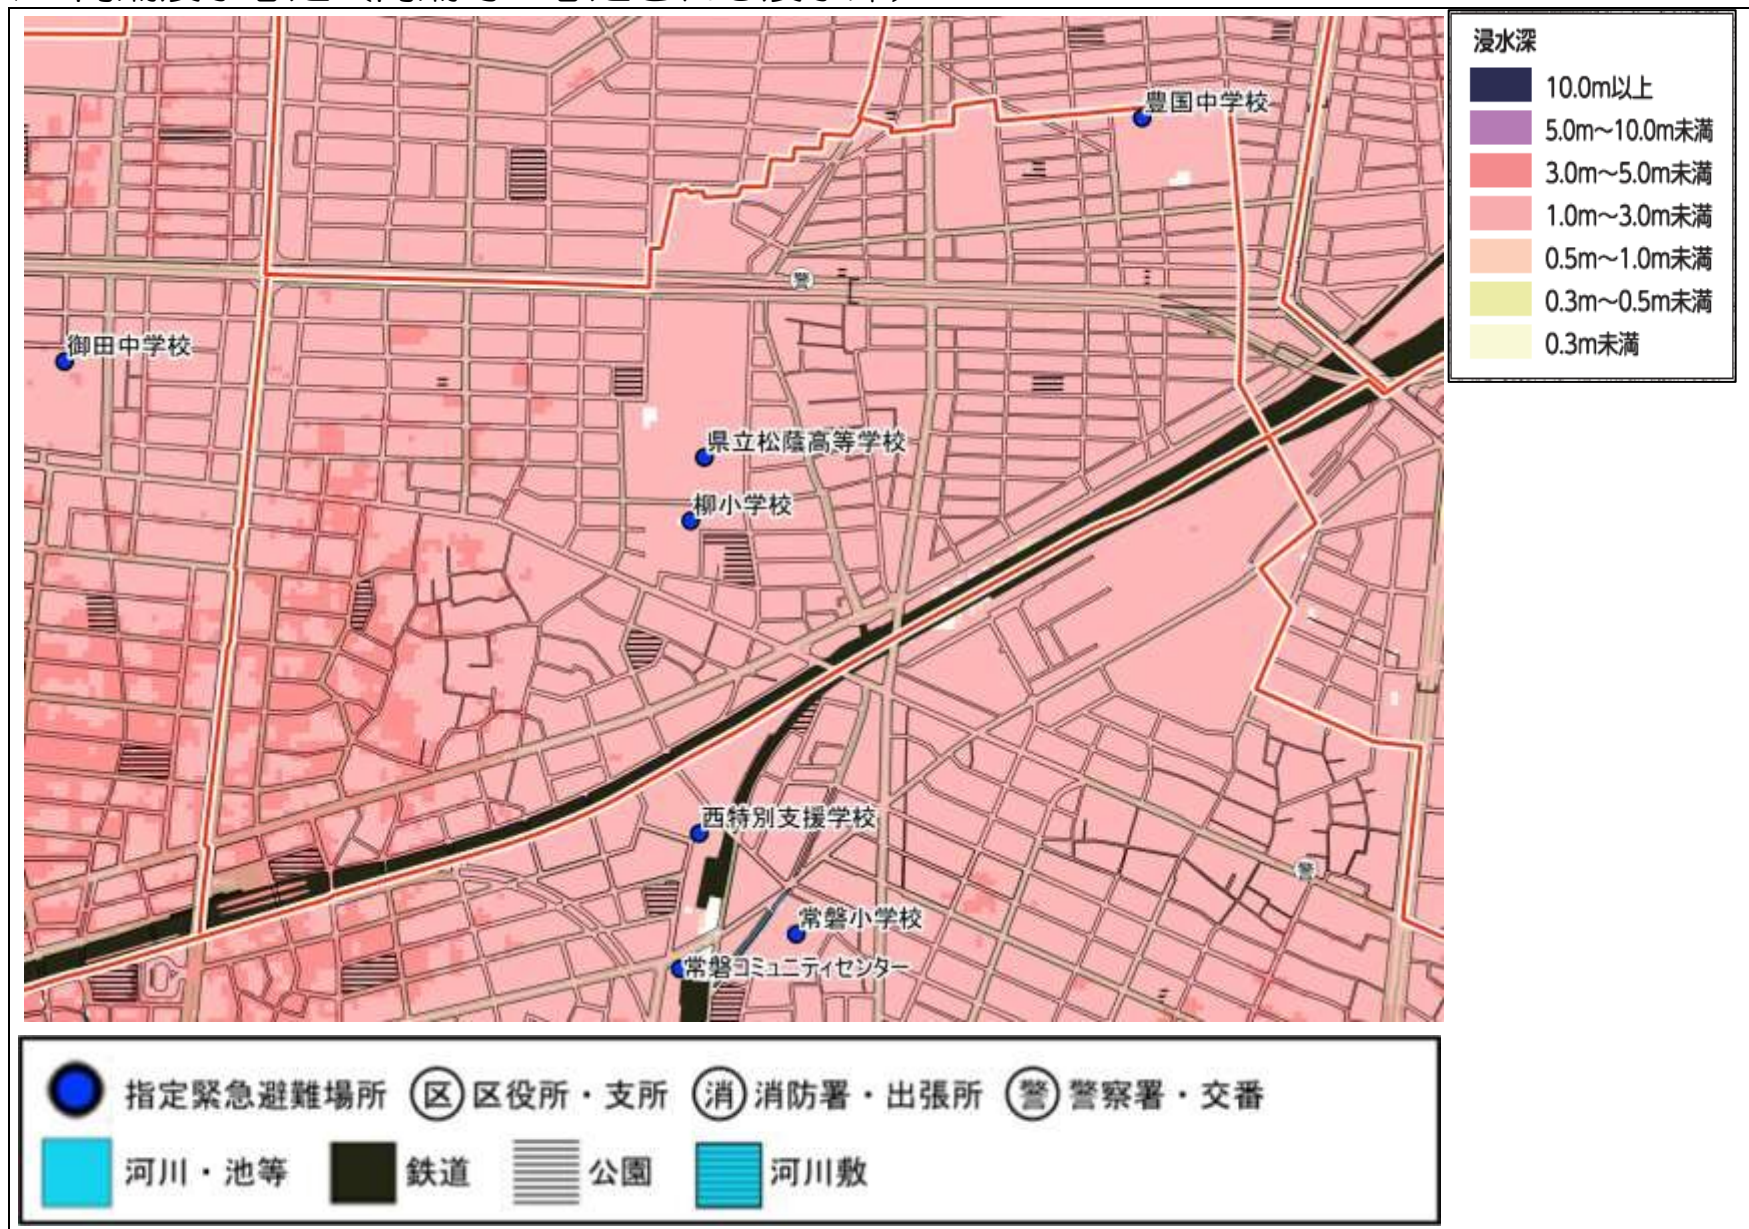 浸水深
10.0m以上
5.0m～10.0m未満
3.0m～5.0m未満
1.0m～3.0m未満
0.5m～1.0m未満
0.3m～0.5m未満
0.3m未満
豊国中学校
警
御田中学校
県立松蔭高等学校
柳小学校
西特別支援学校
警
常磐小学校
常磐コミュニティセンター
指定緊急避難場所 区 区役所・支所 消 消防署・出張所 警 警察署・交番
河川・池等 鉄道 公園 河川敷